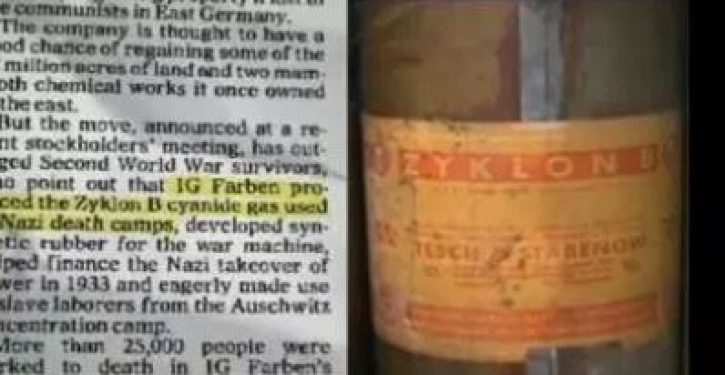 e communists in East Germany.
The company is thought to have a
od chance of regaining some of the
million acres of land and two mam-
oth chemical works it once owned
the east.
But the move, announced at a re-
nt stockholders' meeting, has out-
ged Second World War survivors,
o point out that IG Farben pro-
ced the Zyklon B cyanide gas used
Nazi death camps, developed syn-
etic rubber for the war machine,
lped finance the Nazi takeover of
wer in 1933 and eagerly made use
slave laborers from the Auschwitz
ncentration camp.
More than 25,000 people were
rked to death in IG Farben's
ZYKLON B
TESCH & STABENOW